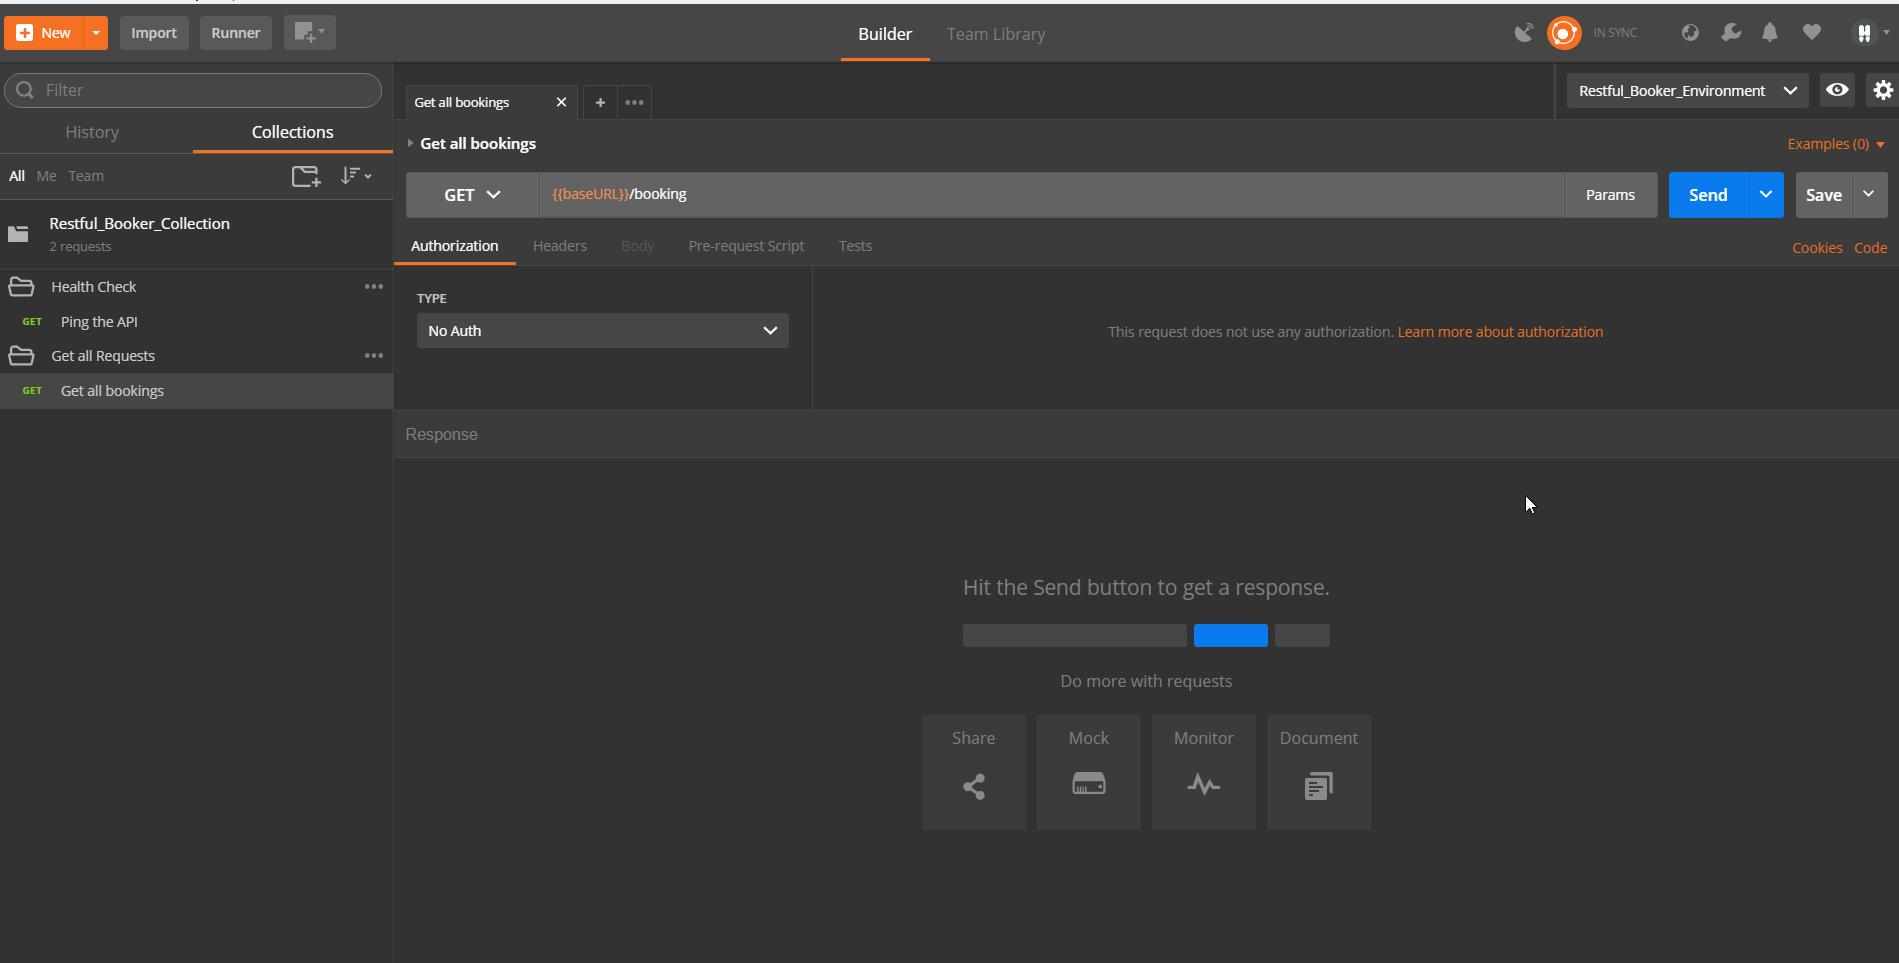 New
Import
Runner
Builder
Team Library
IN SYNC
Filter
History
Collections
All Me Team
Restful_Booker_Collection
2 requests
Health Check
GET Ping the API
Get all Requests
GET Get all bookings
Get all bookings
Restful_Booker_Environment
Get all bookings
Examples (0)
GET
{{baseURL}}/booking
Params
Send
Save
Authorization
Headers
Body
Pre-request Script
Tests
Cookies Code
TYPE
No Auth
This request does not use any authorization. Learn more about authorization
Response
Hit the Send button to get a response.
Do more with requests
Share
Mock
Monitor
Document